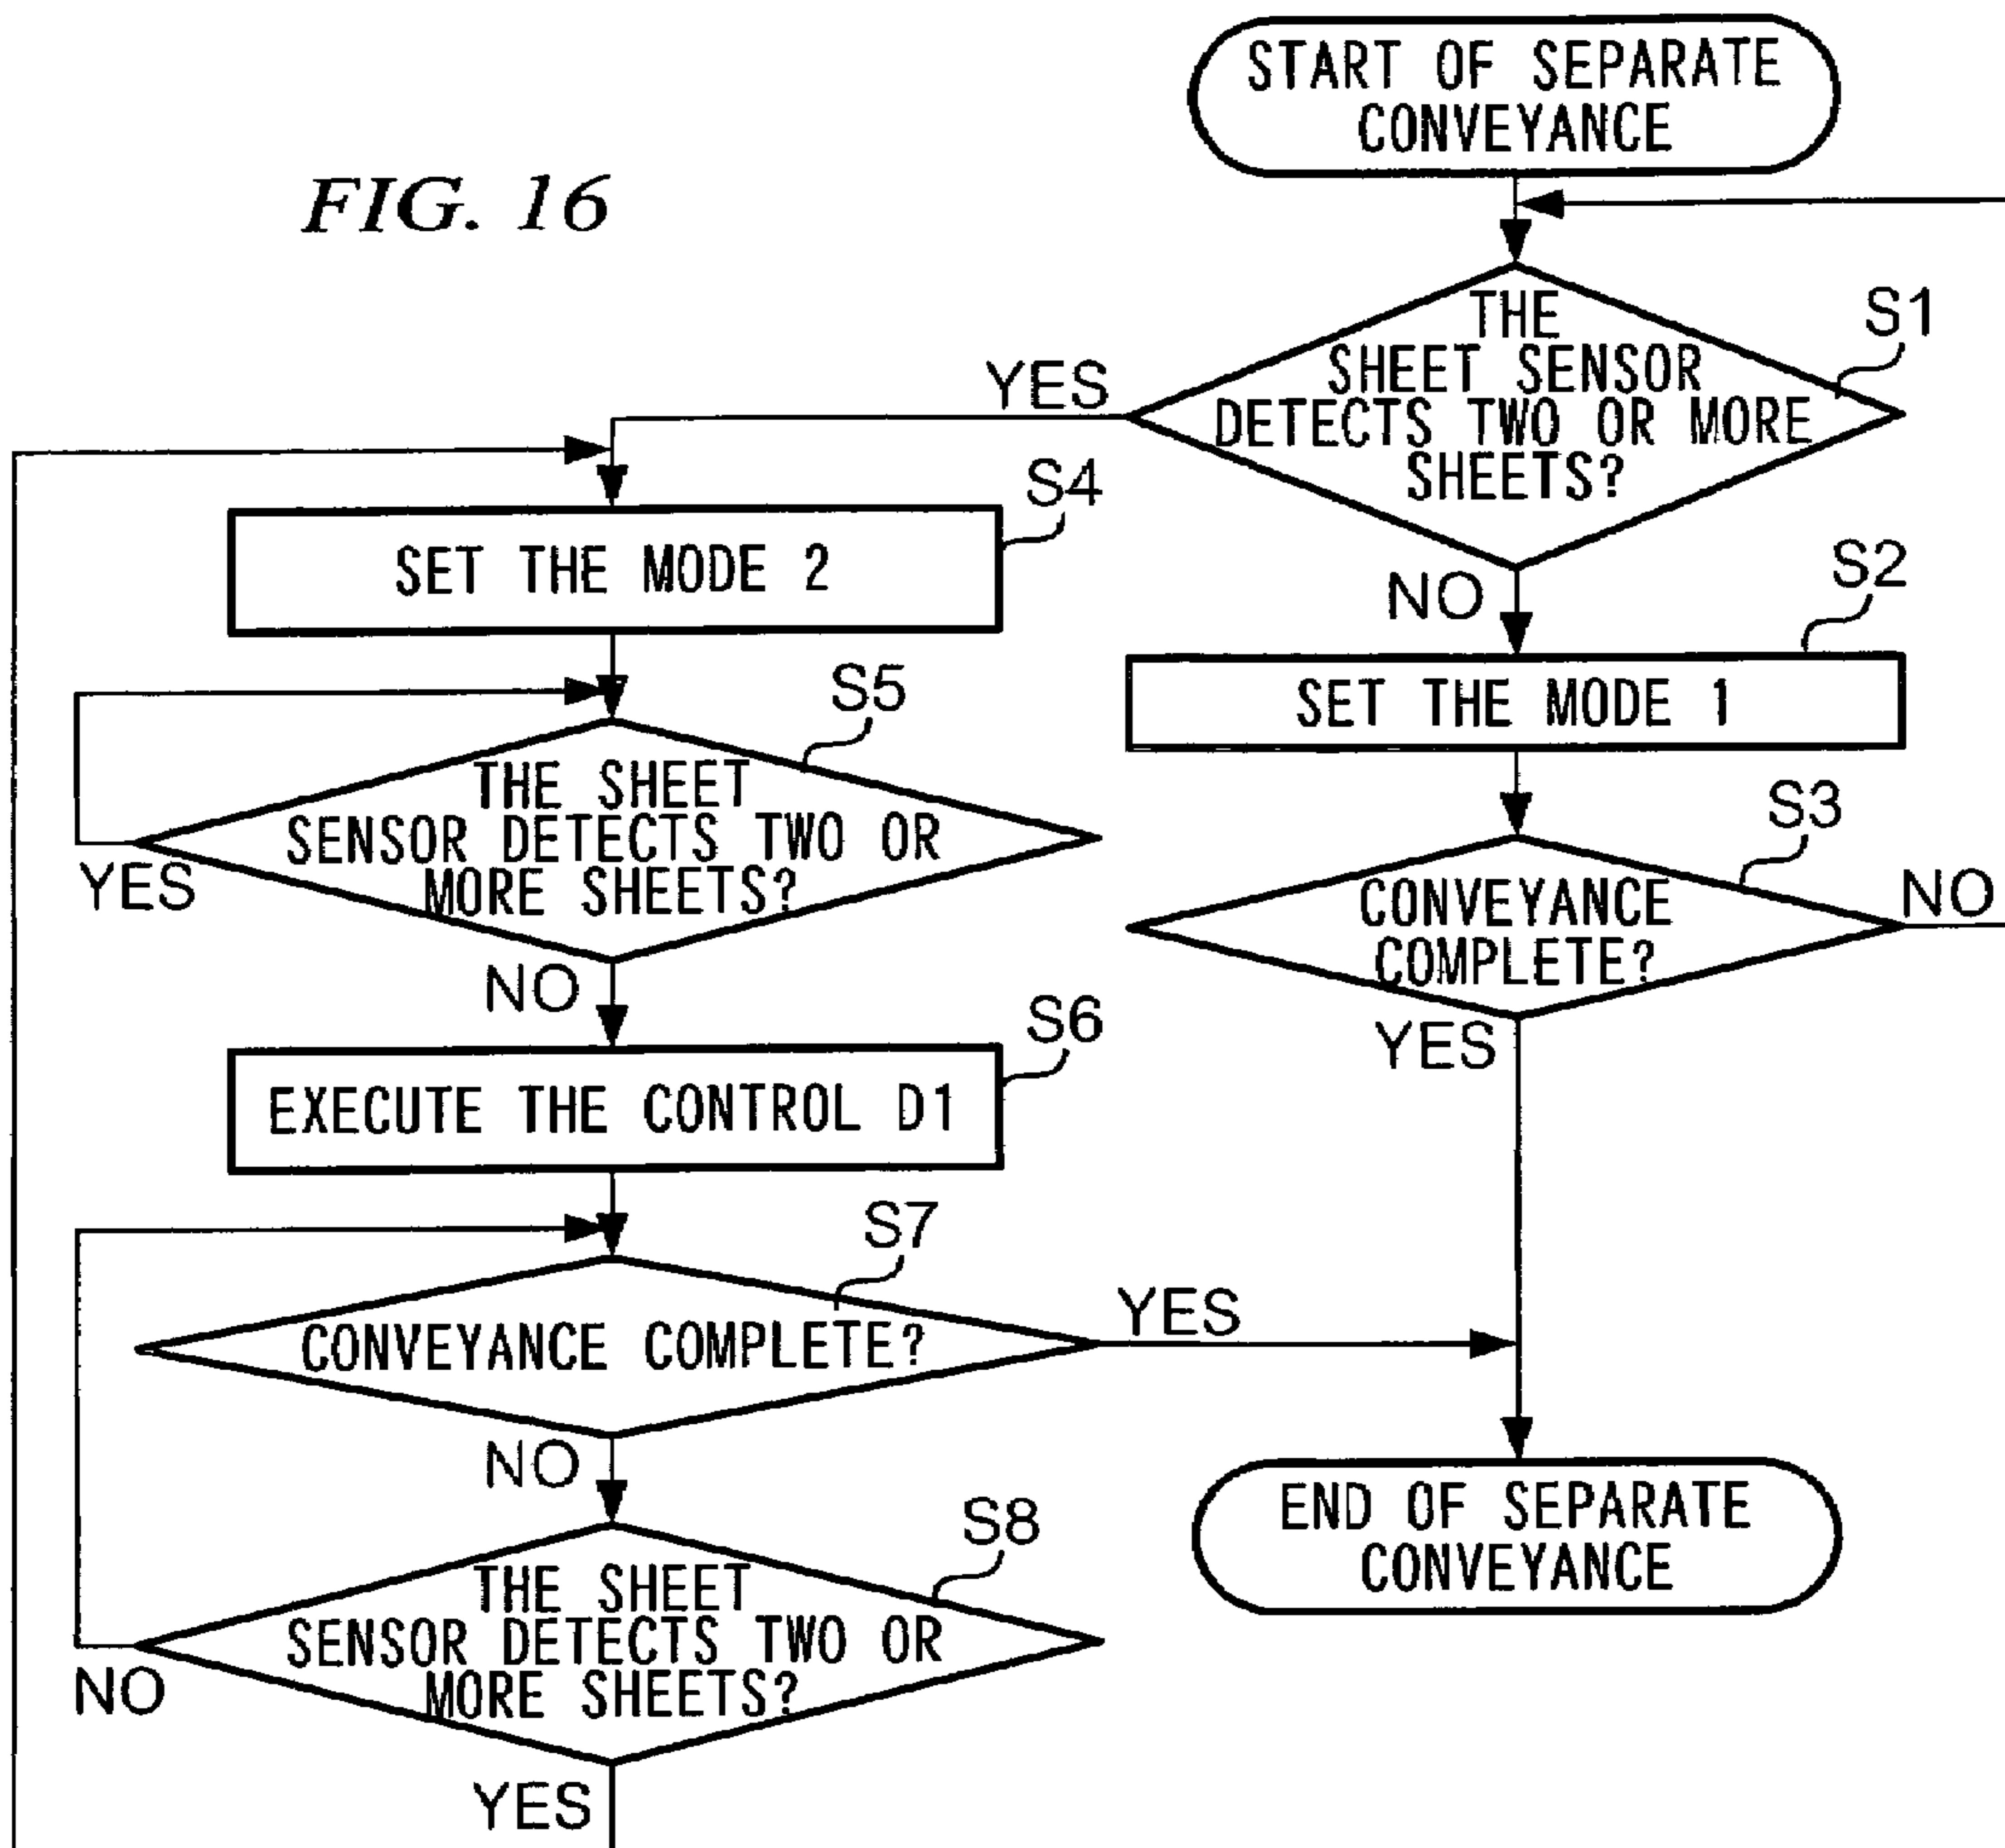 FIG. 16
START OF SEPARATE
CONVEYANCE
THE
SHEET SENSOR
DETECTS TWO OR MORE
SHEETS?
S1
YES
NO
SET THE MODE 1
S2
CONVEYANCE
COMPLETE?
S3
NO
YES
SET THE MODE 2
S4
THE SHEET
SENSOR DETECTS TWO OR
MORE SHEETS?
S5
YES
NO
EXECUTE THE CONTROL D1
S6
CONVEYANCE COMPLETE?
S7
YES
NO
THE SHEET
SENSOR DETECTS TWO OR
MORE SHEETS?
S8
NO
YES
END OF SEPARATE
CONVEYANCE